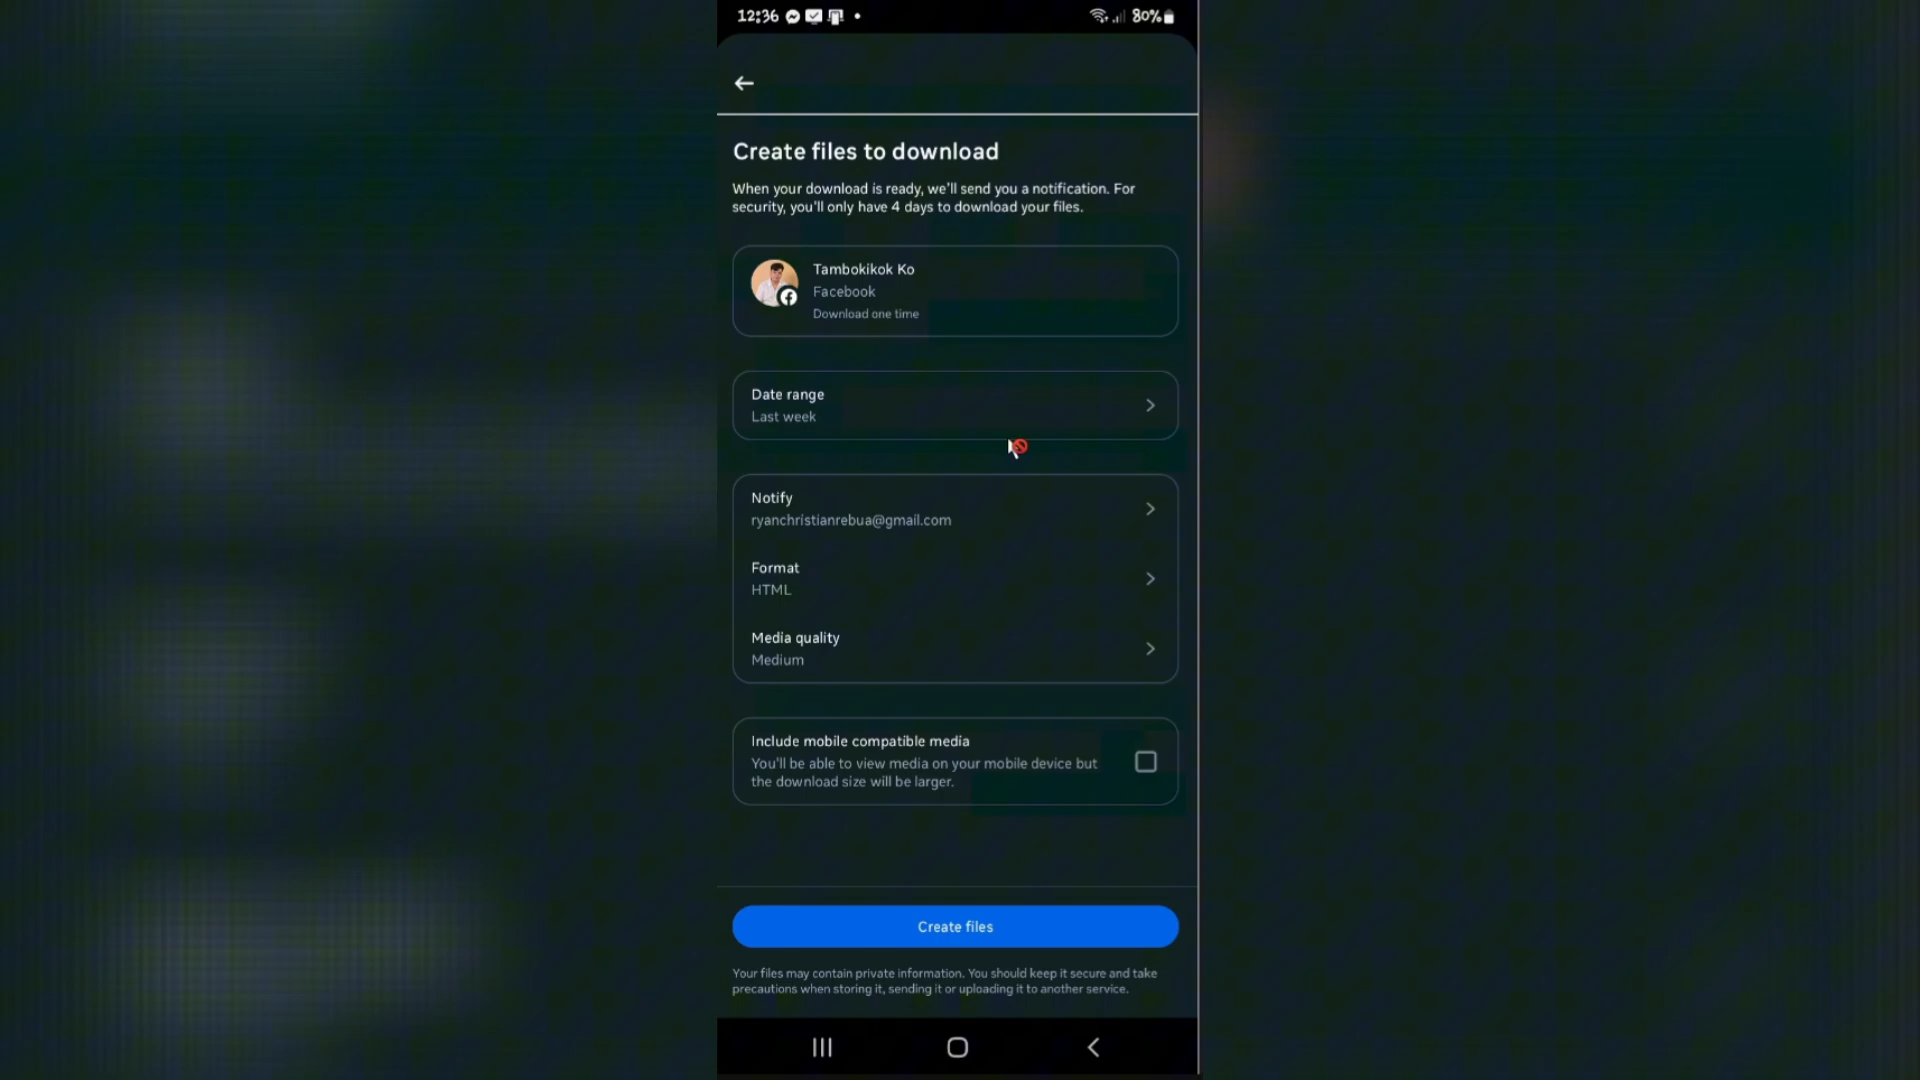 12:36
80%
Create files to download
When your download is ready, we'll send you a notification. For
security, you'll only have 4 days to download your files.
Tambokikok Ko
Facebook
Download one time
Date range
Last week
Notify
ryanchristianrebua@gmail.com
Format
HTML
Media quality
Medium
Include mobile compatible media
You'll be able to view media on your mobile device but
the download size will be larger.
Create files
Your files may contain private information. You should keep it secure and take
precautions when storing it, sending it or uploading it to another service.